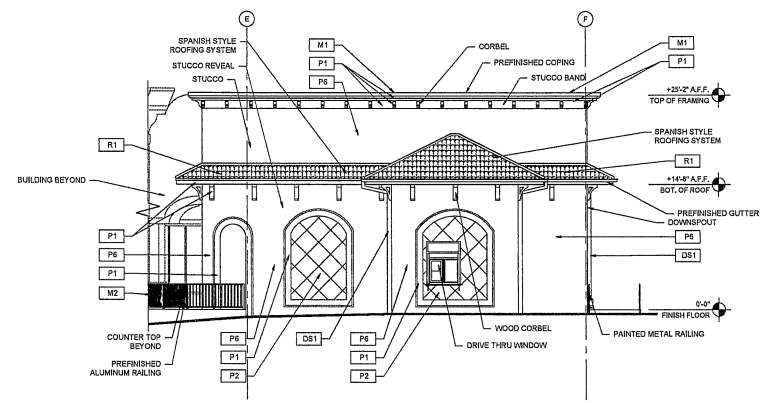 E
F
SPANISH STYLE
ROOFING SYSTEM
STUCCO REVEAL
STUCCO
M1
P1
P6
CORBEL
PREFINISHED COPING
STUCCO BAND
M1
P1
+25'-2" A.F.F.
TOP OF FRAMING
SPANISH STYLE
ROOFING SYSTEM
R1
R1
+14'-8" A.F.F.
BOT. OF ROOF
BUILDING BEYOND
PREFINISHED GUTTER
DOWNSPOUT
P1
P6
P1
M2
P6
DS1
0'-0"
FINISH FLOOR
COUNTER TOP
BEYOND
PREFINISHED
ALUMINUM RAILING
P6
P1
P2
DS1
P6
P1
P2
WOOD CORBEL
DRIVE THRU WINDOW
PAINTED METAL RAILING